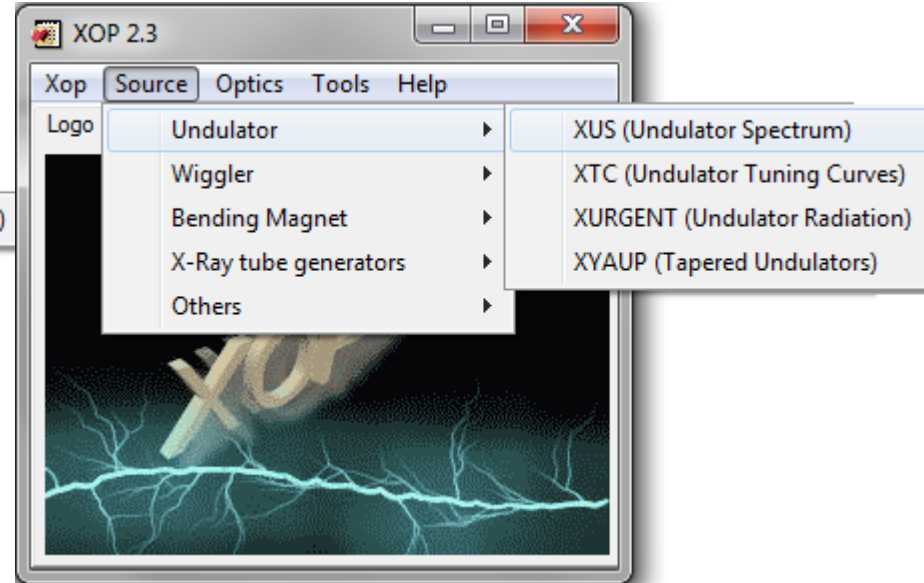 XOP 2.3
Xop Source Optics Tools Help
Logo
Undulator
Wiggler
Bending Magnet
X-Ray tube generators
Others
XUS (Undulator Spectrum)
XTC (Undulator Tuning Curves)
XURGENT (Undulator Radiation)
XYAUP (Tapered Undulators)
)
XOP